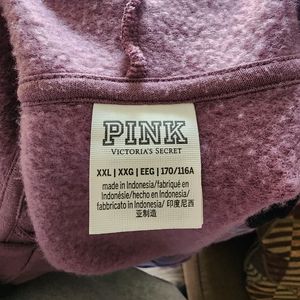 PINK
VICTORIA'S SECRET
XXL | XXG | EEG | 170/116A
made in Indonesia/fabriqué en
Indonésie/hecho en Indonesia/
fabbricato in Indonesia/ 印度尼西
亚制造